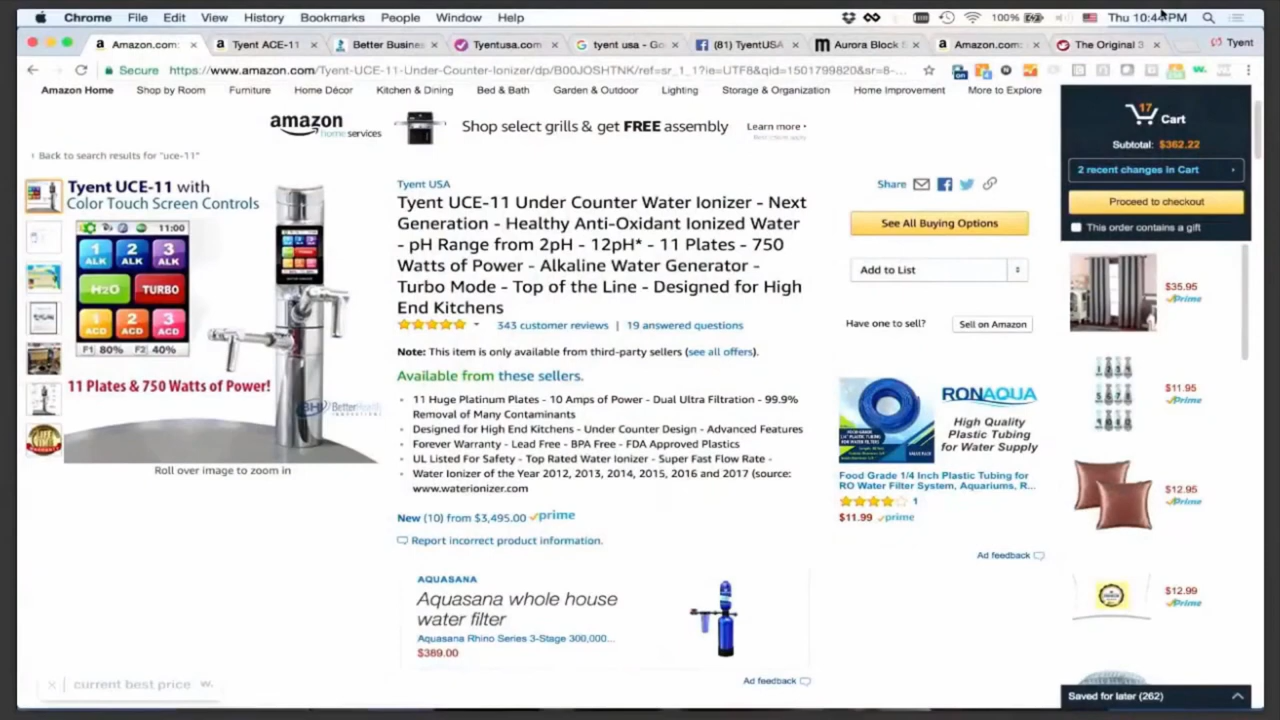 Chrome File Edit View History Bookmarks People Window Help 100% Thu 10:44 PM
Amazon.com: Tyent ACE-11 Better Busines Tyentusa.com tyent usa - Go (81) TyentUSA Aurora Block S Amazon.com: The Original 3 Tyent
Secure https://www.amazon.com/Tyent-UCE-11-Under-Counter-Ionizer/dp/B00JOSHTNK/ref=sr_1_1?ie=UTF8&qid=1501799820&sr=8-...
Amazon Home Shop by Room Furniture Home Décor Kitchen & Dining Bed & Bath Garden & Outdoor Lighting Storage & Organization Home Improvement More to Explore
amazon home services
Shop select grills & get FREE assembly
Learn more
‹ Back to search results for "uce-11"
Tyent UCE-11 with
Color Touch Screen Controls
11:00
1 ALK 2 ALK 3 ALK
H2O TURBO
1 ACD 2 ACD 3 ACD
F1 80% F2 40%
11 Plates & 750 Watts of Power!
BHI BetterHealth
Roll over image to zoom in
Tyent USA
Tyent UCE-11 Under Counter Water Ionizer - Next
Generation - Healthy Anti-Oxidant Ionized Water
- pH Range from 2pH - 12pH* - 11 Plates - 750
Watts of Power - Alkaline Water Generator -
Turbo Mode - Top of the Line - Designed for High
End Kitchens
343 customer reviews | 19 answered questions
Note: This item is only available from third-party sellers (see all offers).
Available from these sellers.
• 11 Huge Platinum Plates - 10 Amps of Power - Dual Ultra Filtration - 99.9%
Removal of Many Contaminants
• Designed for High End Kitchens - Under Counter Design - Advanced Features
• Forever Warranty - Lead Free - BPA Free - FDA Approved Plastics
• UL Listed For Safety - Top Rated Water Ionizer - Super Fast Flow Rate -
• Water Ionizer of the Year 2012, 2013, 2014, 2015, 2016 and 2017 (source:
www.waterionizer.com
New (10) from $3,495.00 prime
Report incorrect product information.
AQUASANA
Aquasana whole house
water filter
Aquasana Rhino Series 3-Stage 300,000...
$389.00
Ad feedback
Share
See All Buying Options
Add to List
Have one to sell? Sell on Amazon
RONAQUA
High Quality
Plastic Tubing
for Water Supply
Food Grade 1/4 Inch Plastic Tubing for
RO Water Filter System, Aquariums, R...
1
$11.99 prime
Ad feedback
17 Cart
Subtotal: $362.22
2 recent changes in Cart
Proceed to checkout
This order contains a gift
$35.95
Prime
$11.95
Prime
$12.95
Prime
$12.99
Prime
Saved for later (262)
current best price w.